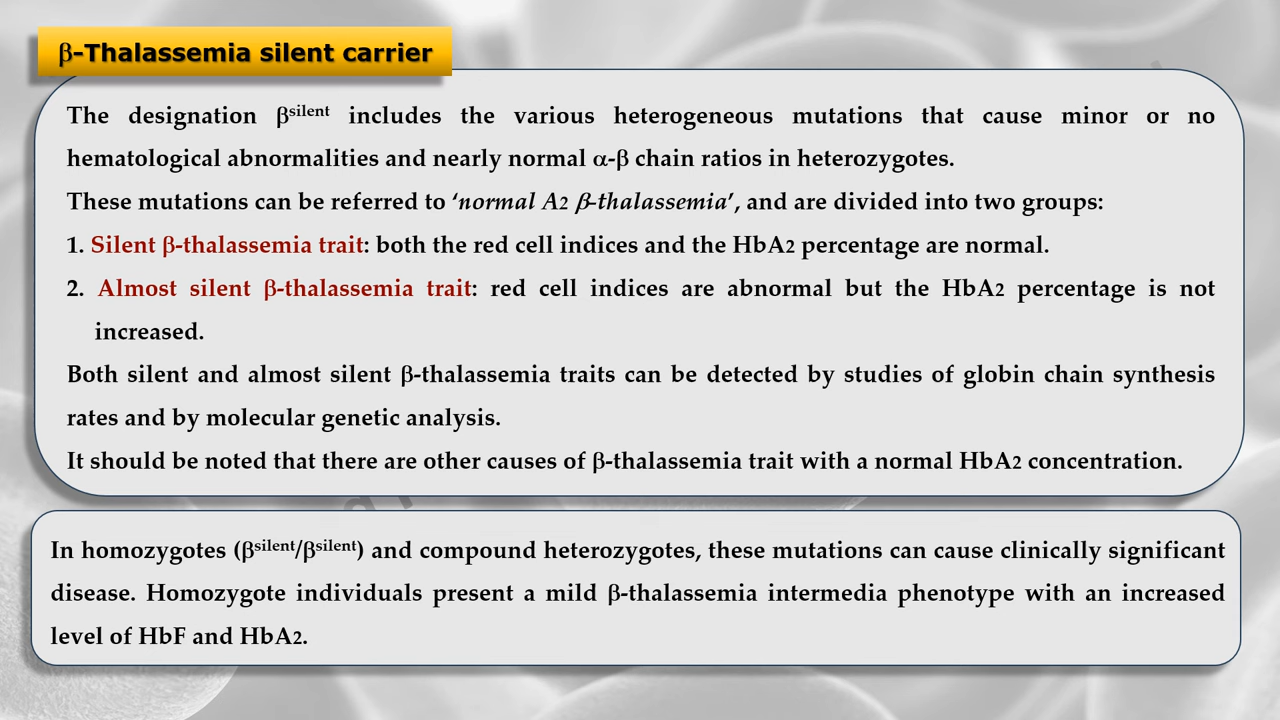 β-Thalassemia silent carrier
The designation βsilent includes the various heterogeneous mutations that cause minor or no
hematological abnormalities and nearly normal α-β chain ratios in heterozygotes.
These mutations can be referred to ‘normal A2 β-thalassemia’, and are divided into two groups:
1. Silent β-thalassemia trait: both the red cell indices and the HbA2 percentage are normal.
2. Almost silent β-thalassemia trait: red cell indices are abnormal but the HbA2 percentage is not
increased.
Both silent and almost silent β-thalassemia traits can be detected by studies of globin chain synthesis
rates and by molecular genetic analysis.
It should be noted that there are other causes of β-thalassemia trait with a normal HbA2 concentration.
In homozygotes (βsilent/βsilent) and compound heterozygotes, these mutations can cause clinically significant
disease. Homozygote individuals present a mild β-thalassemia intermedia phenotype with an increased
level of HbF and HbA2.